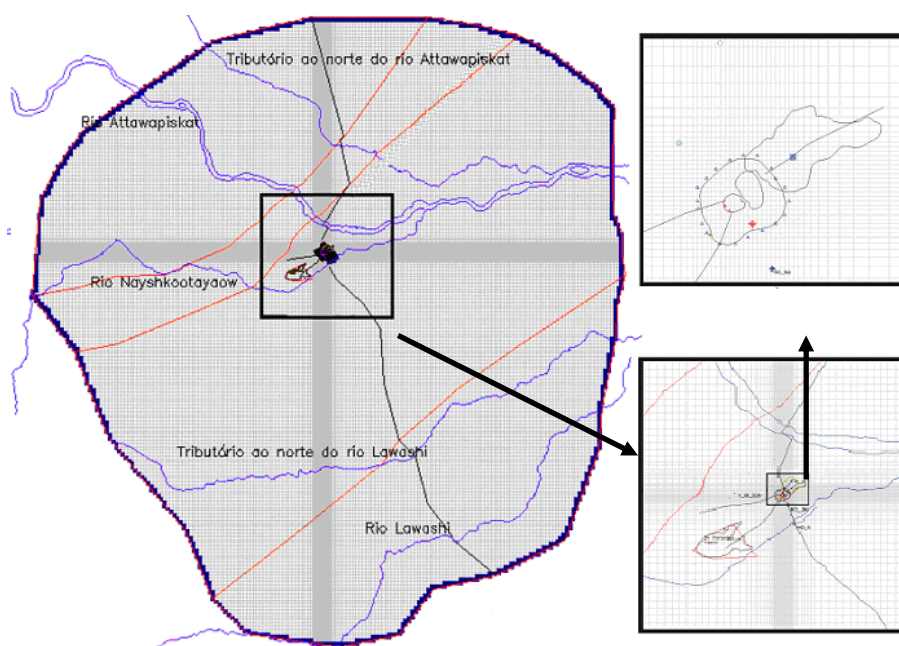 Tributário ao norte do rio Attawapiskat
Rio Attawapiskat
Rio Nayshkootayaow
Tributário ao norte do rio Lawashi
Rio Lawashi